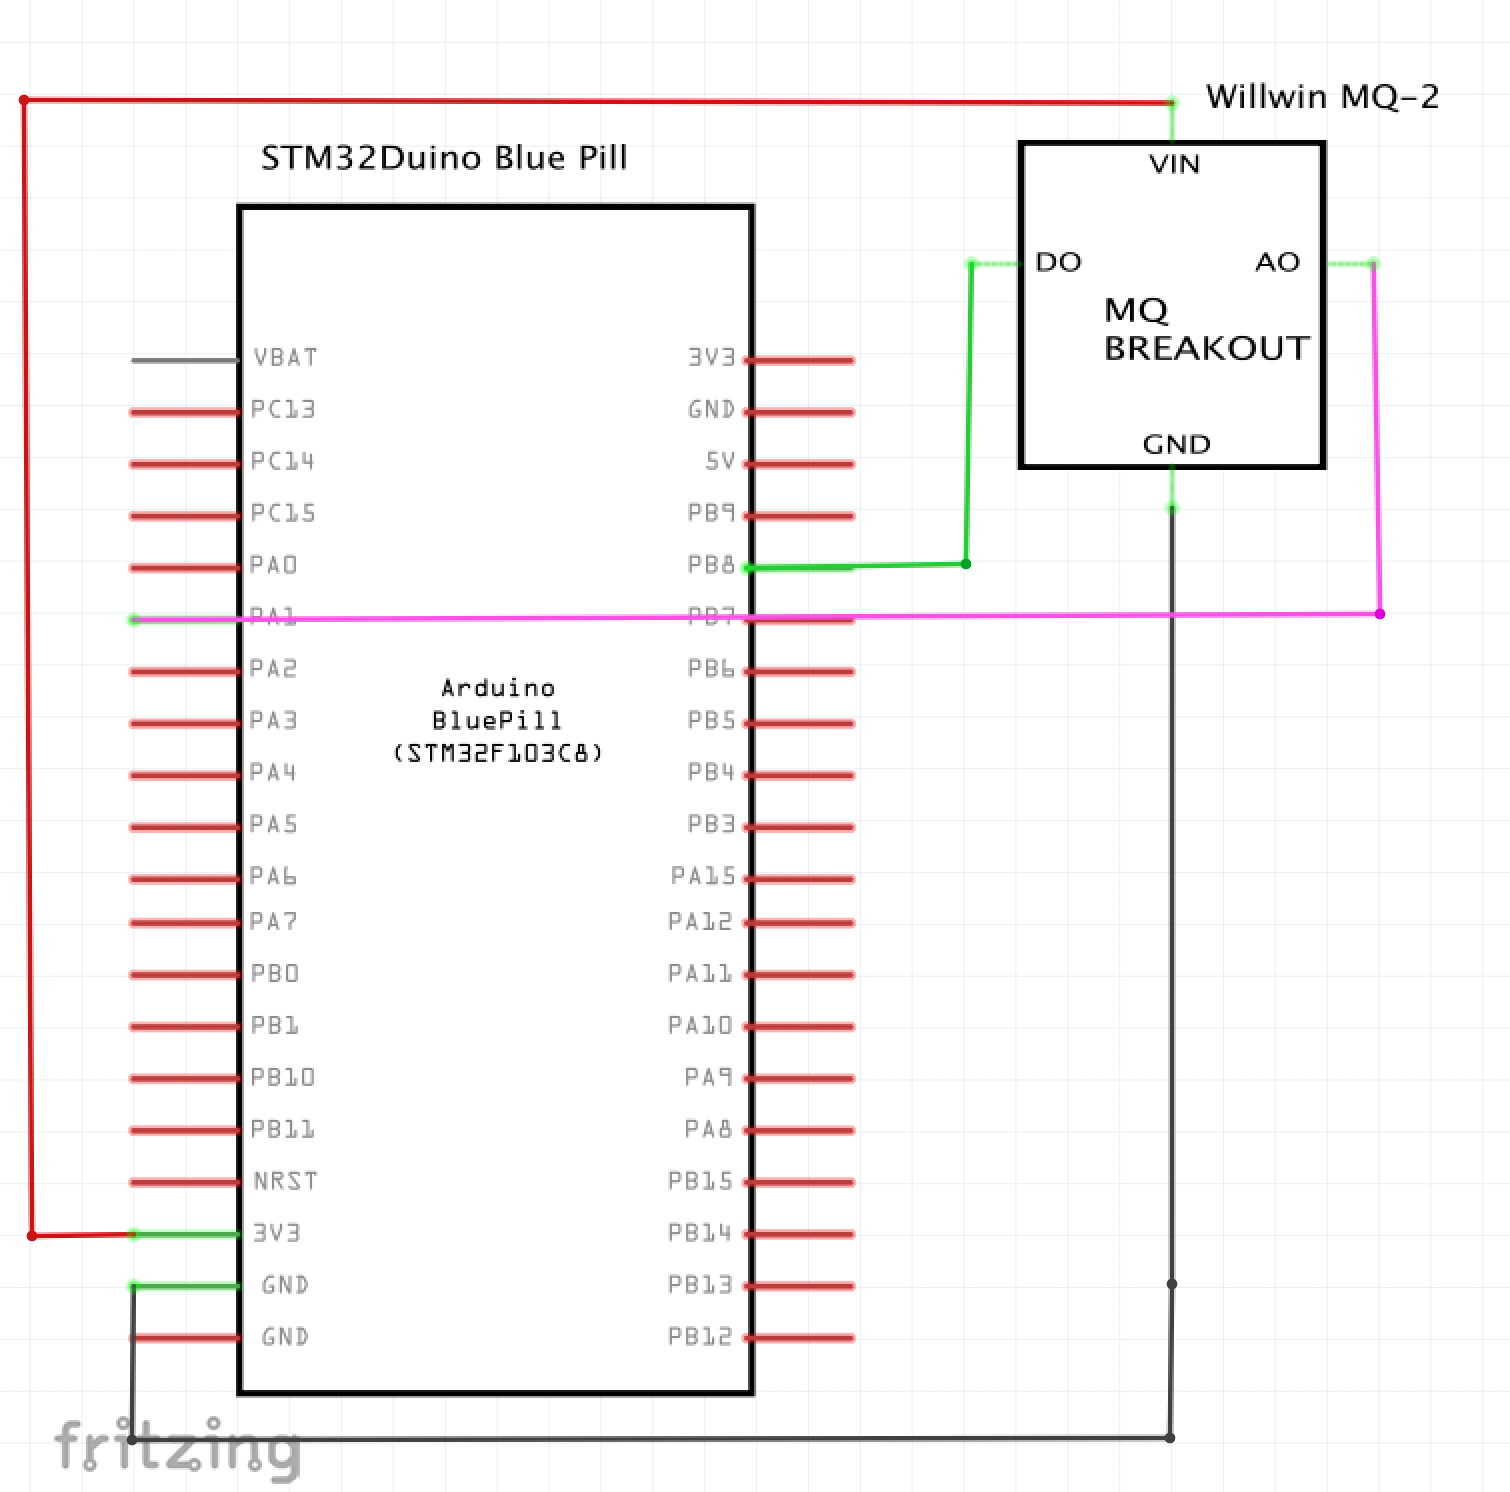 Willwin MQ-2
STM32Duino Blue Pill
VIN
DO
AO
MQ
BREAKOUT
GND
VBAT
PC13
PC14
PC15
PA0
PA1
PA2
PA3
PA4
PA5
PA6
PA7
PB0
PB1
PB10
PB11
NRST
3V3
GND
GND
Arduino
BluePill
(STM32F103C8)
3V3
GND
5V
PB9
PB8
PB7
PB6
PB5
PB4
PB3
PA15
PA12
PA11
PA10
PA9
PA8
PB15
PB14
PB13
PB12
fritzing